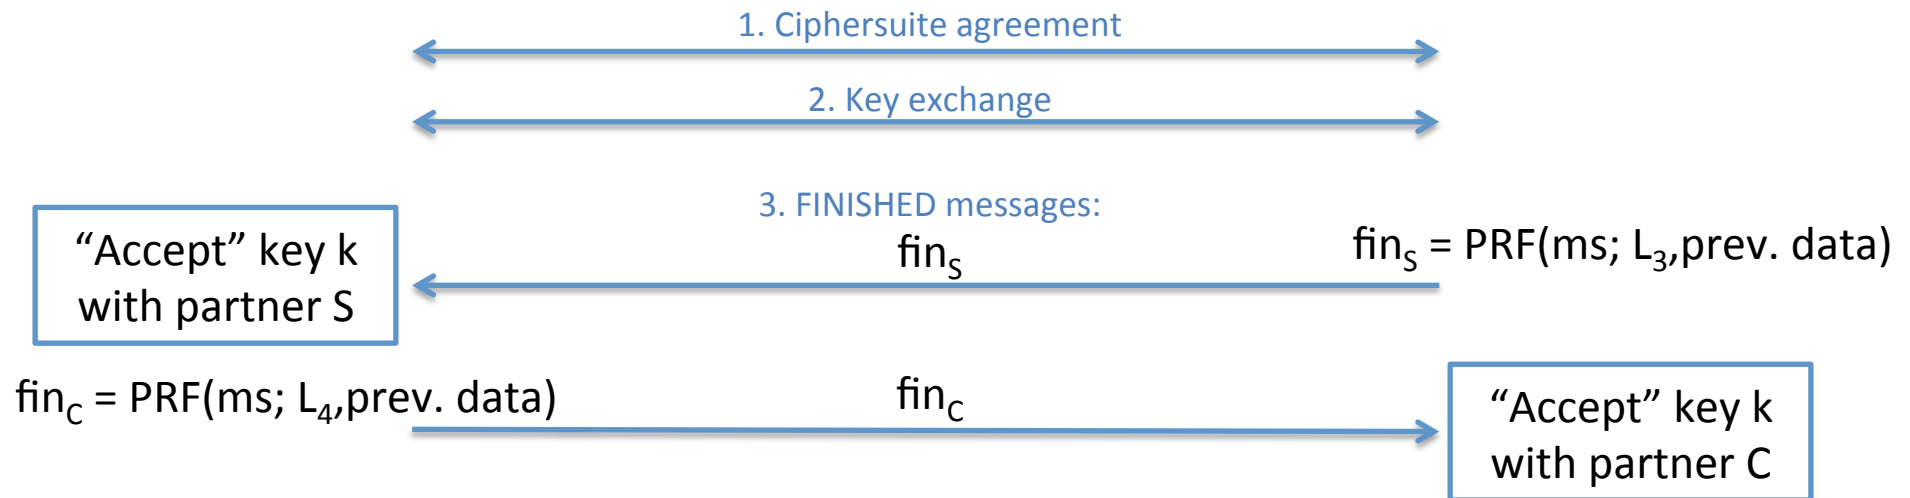 1. Ciphersuite agreement
2. Key exchange
3. FINISHED messages:
“Accept” key k
with partner S
fin_S
fin_S = PRF(ms; L_3,prev. data)
fin_C = PRF(ms; L_4,prev. data)
fin_C
“Accept” key k
with partner C